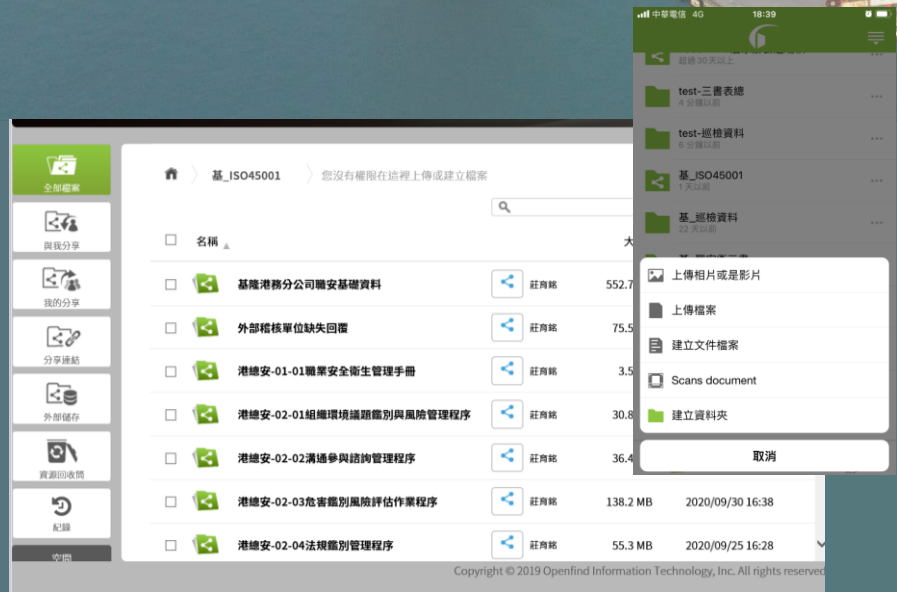 全部檔案
與我分享
我的分享
分享連結
外部儲存
資源回收筒
紀錄
空間
基_ISO45001
您沒有權限在這裡上傳或建立檔案
名稱
大
基隆港務分公司職安基礎資料 莊育銘 552.7
外部稽核單位缺失回覆 莊育銘 75.5
港總安-01-01職業安全衛生管理手冊 莊育銘 3.5
港總安-02-01組織環境議題鑑別與風險管理程序 莊育銘 30.8
港總安-02-02溝通參與諮詢管理程序 莊育銘 36.4
港總安-02-03危害鑑別風險評估作業程序 莊育銘 138.2 MB 2020/09/30 16:38
港總安-02-04法規鑑別管理程序 莊育銘 55.3 MB 2020/09/25 16:28
Copyright © 2019 Openfind Information Technology, Inc. All rights reserved
中華電信 4G 18:39
超過30天以上
test-三書表總
4 分鐘以前
test-巡檢資料
6 分鐘以前
基_ISO45001
1 天以前
基_巡檢資料
22 天以前
上傳相片或是影片
上傳檔案
建立文件檔案
Scans document
建立資料夾
取消